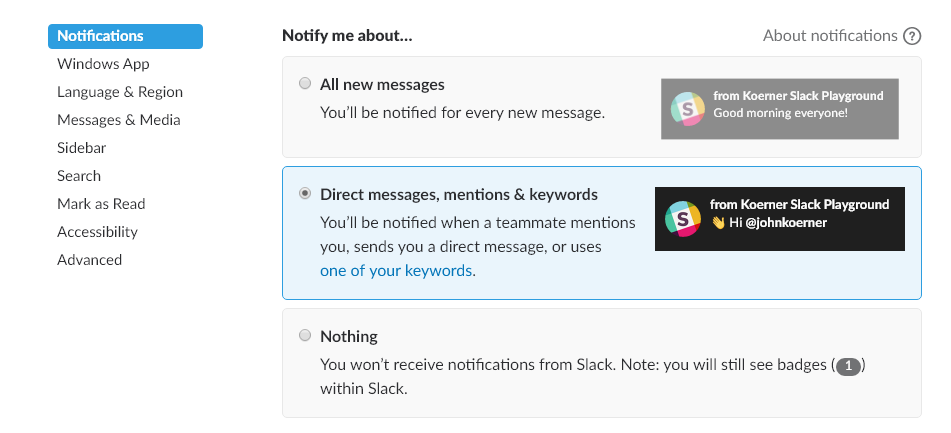 Notifications
Windows App
Language & Region
Messages & Media
Sidebar
Search
Mark as Read
Accessibility
Advanced
Notify me about...
About notifications ?
All new messages
You'll be notified for every new message.
S
from Koerner Slack Playground
Good morning everyone!
Direct messages, mentions & keywords
You'll be notified when a teammate mentions
you, sends you a direct message, or uses
one of your keywords.
S
from Koerner Slack Playground
👋 Hi @johnkoerner
Nothing
You won't receive notifications from Slack. Note: you will still see badges (1)
within Slack.